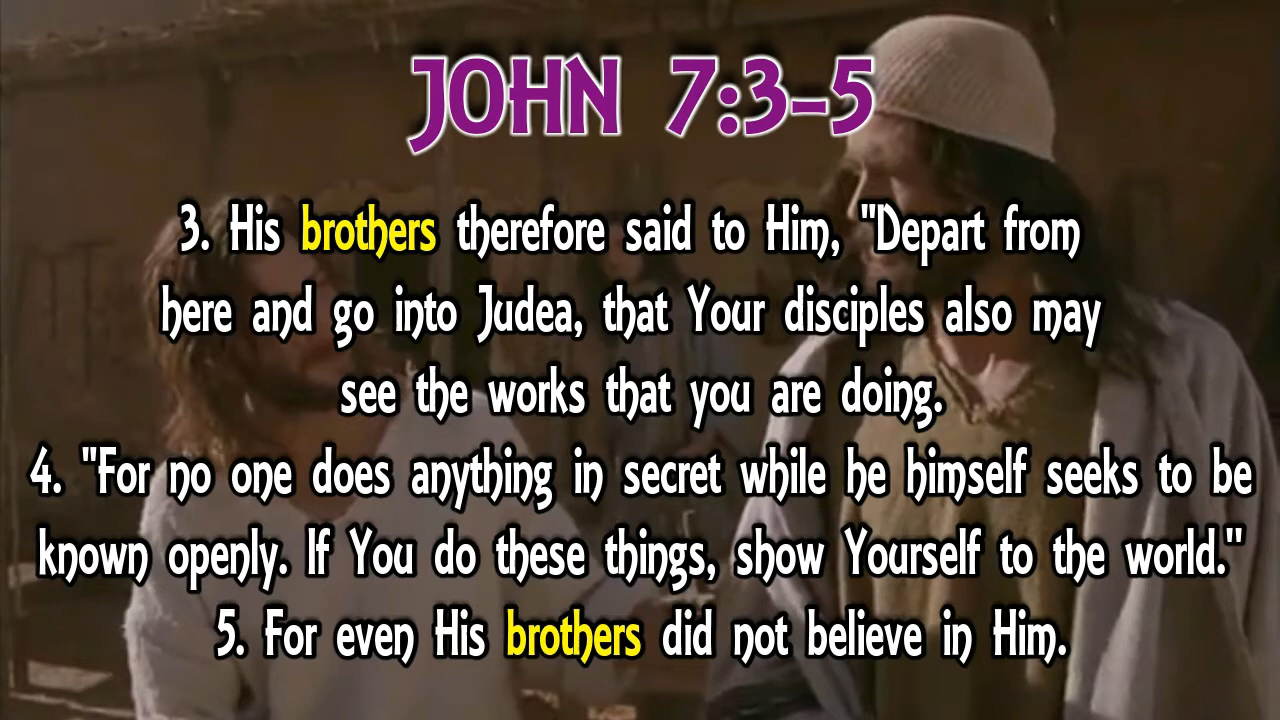 JOHN 7:3-5
3. His brothers therefore said to Him, "Depart from
here and go into Judea, that Your disciples also may
see the works that you are doing.
4. "For no one does anything in secret while he himself seeks to be
known openly. If You do these things, show Yourself to the world."
5. For even His brothers did not believe in Him.